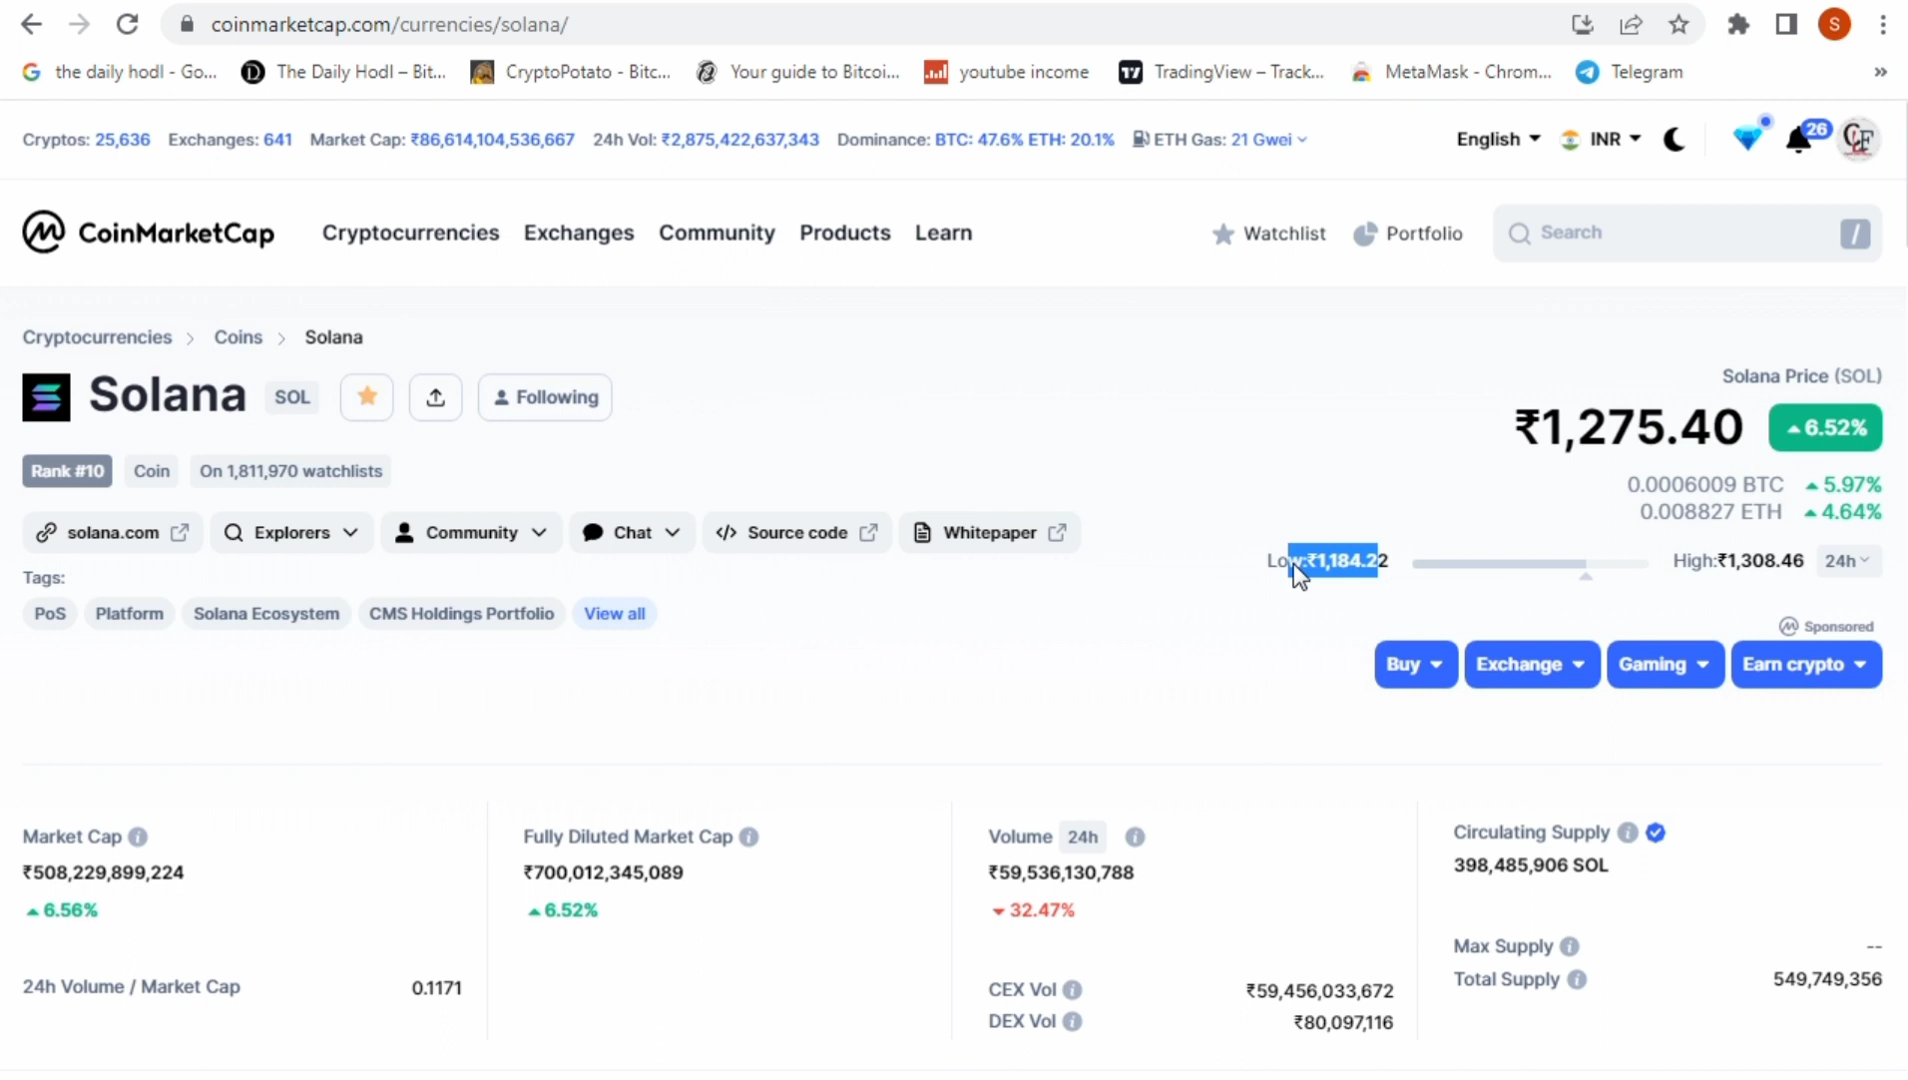 coinmarketcap.com/currencies/solana/
S
the daily hodl - Go... The Daily Hodl – Bit... CryptoPotato - Bitc... Your guide to Bitcoi... youtube income TradingView – Track... MetaMask - Chrom... Telegram »
Cryptos: 25,636 Exchanges: 641 Market Cap: ₹86,614,104,536,667 24h Vol: ₹2,875,422,637,343 Dominance: BTC: 47.6% ETH: 20.1% ETH Gas: 21 Gwei English INR 26
CoinMarketCap Cryptocurrencies Exchanges Community Products Learn Watchlist Portfolio Search /
Cryptocurrencies > Coins > Solana
Solana SOL Following
Solana Price (SOL)
₹1,275.40 6.52%
Rank #10 Coin On 1,811,970 watchlists
0.0006009 BTC 5.97%
0.008827 ETH 4.64%
solana.com Explorers Community Chat Source code Whitepaper
Low:₹1,184.22 High:₹1,308.46 24h
Tags:
PoS Platform Solana Ecosystem CMS Holdings Portfolio View all
Sponsored
Buy Exchange Gaming Earn crypto
Market Cap
₹508,229,899,224
6.56%
24h Volume / Market Cap 0.1171
Fully Diluted Market Cap
₹700,012,345,089
6.52%
Volume 24h
₹59,536,130,788
32.47%
CEX Vol ₹59,456,033,672
DEX Vol ₹80,097,116
Circulating Supply
398,485,906 SOL
Max Supply --
Total Supply 549,749,356